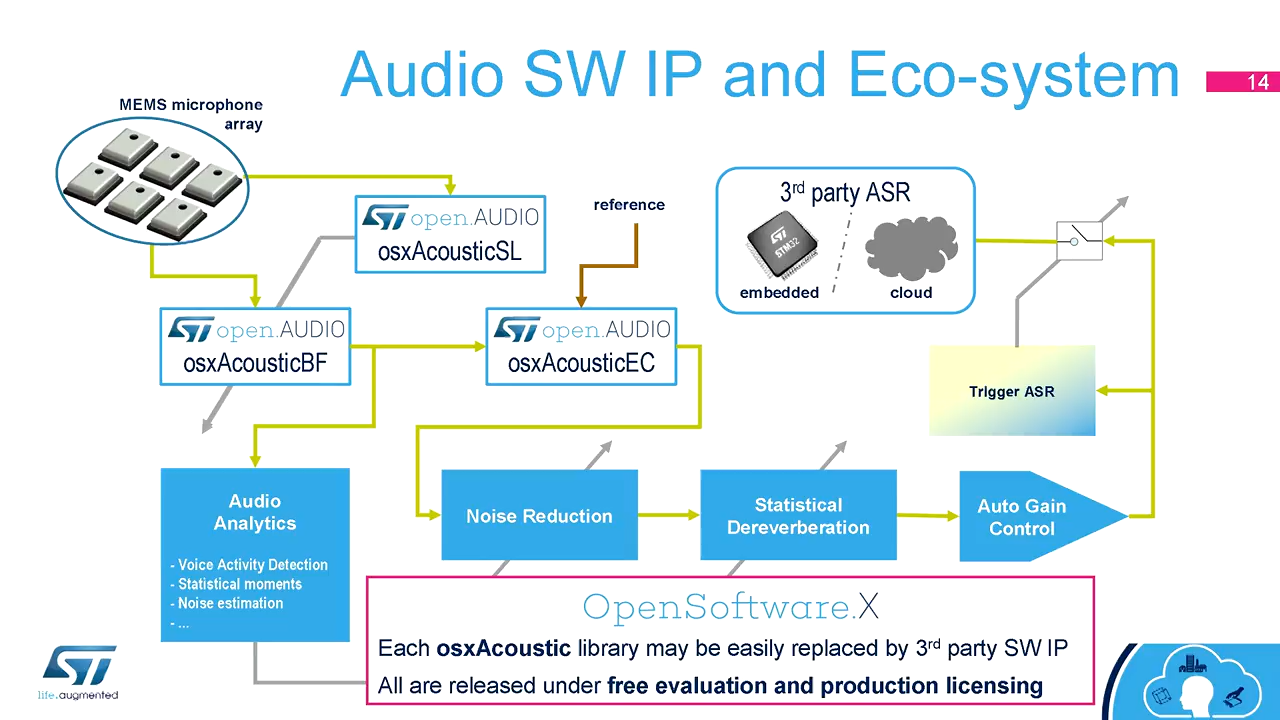 Audio SW IP and Eco-system
14
MEMS microphone
array
open.AUDIO
osxAcousticSL
reference
3rd party ASR
STM32
embedded
cloud
open.AUDIO
osxAcousticBF
open.AUDIO
osxAcousticEC
Trigger ASR
Audio
Analytics
- Voice Activity Detection
- Statistical moments
- Noise estimation
- ...
Noise Reduction
Statistical
Dereverberation
Auto Gain
Control
OpenSoftware.X
Each osxAcoustic library may be easily replaced by 3rd party SW IP
All are released under free evaluation and production licensing
life.augmented